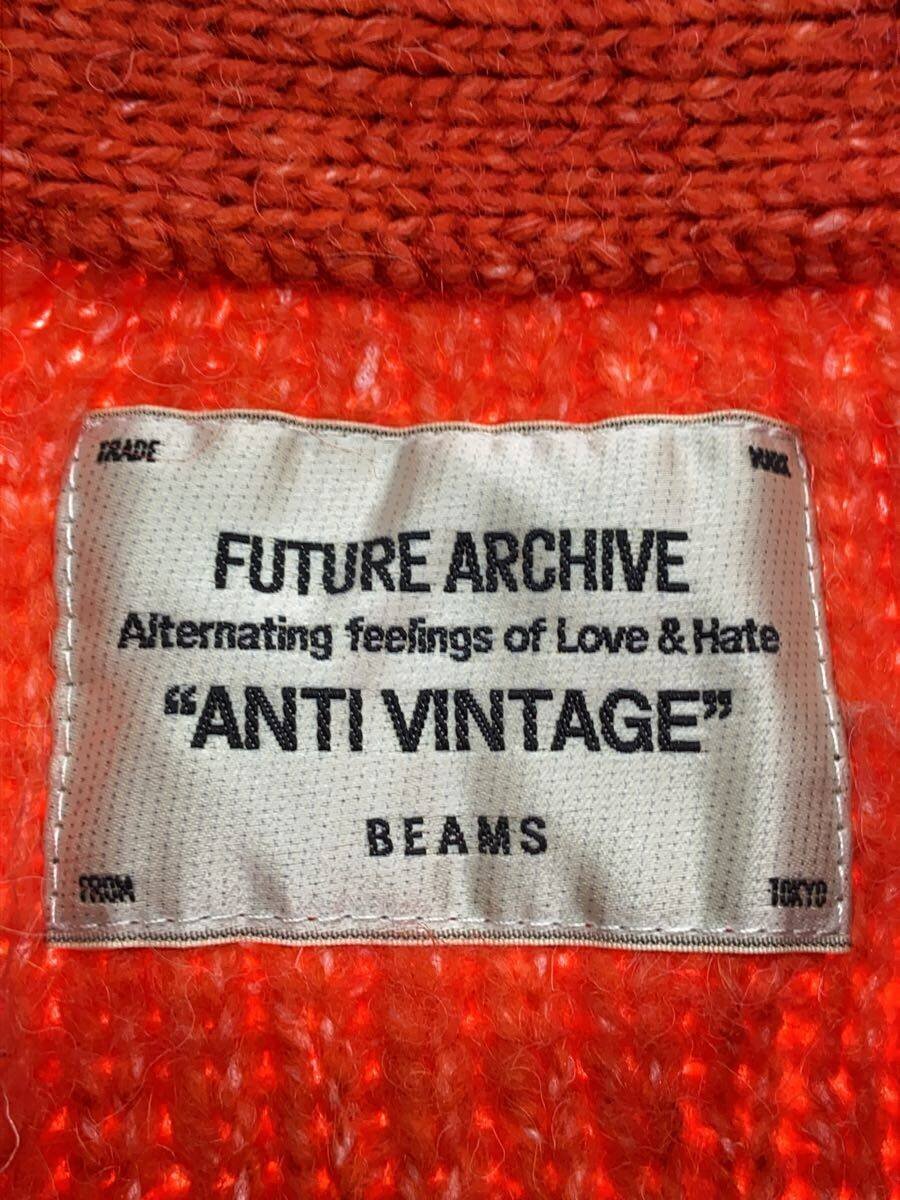 TRADE MARK
FUTURE ARCHIVE
Alternating feelings of Love & Hate
“ANTI VINTAGE”
BEAMS
FROM TOKYO